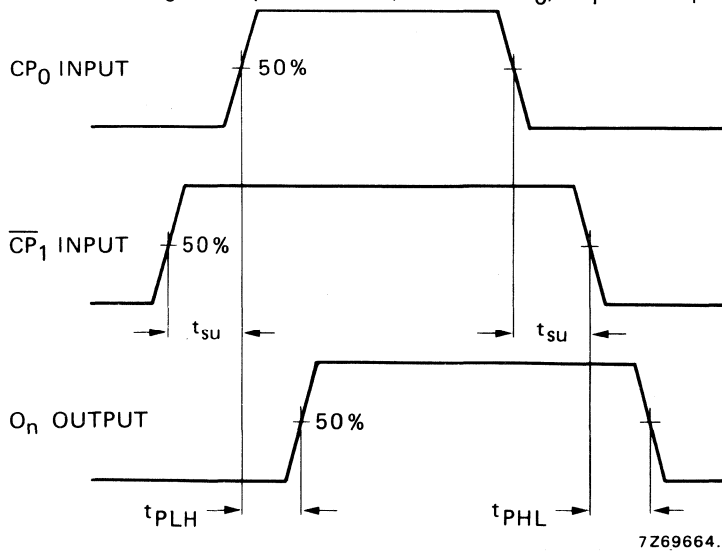 CP0 INPUT
50%
CP1 INPUT
50%
tsu
tsu
On OUTPUT
50%
tPLH
tPHL
7Z69664.